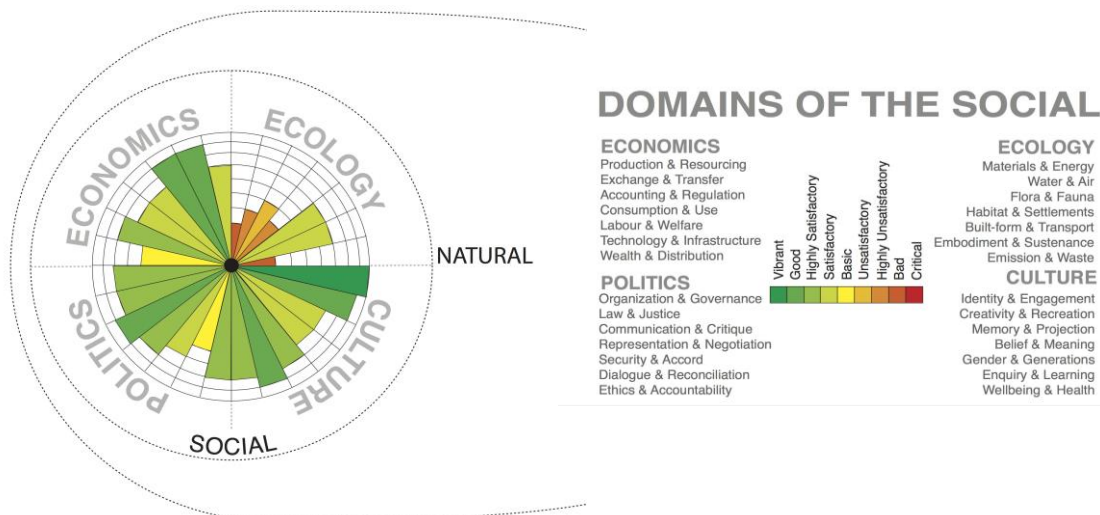 ECONOMICS
ECOLOGY
NATURAL
POLITICS
CULTURE
SOCIAL
DOMAINS OF THE SOCIAL
ECONOMICS
Production & Resourcing
Exchange & Transfer
Accounting & Regulation
Consumption & Use
Labour & Welfare
Technology & Infrastructure
Wealth & Distribution
POLITICS
Organization & Governance
Law & Justice
Communication & Critique
Representation & Negotiation
Security & Accord
Dialogue & Reconciliation
Ethics & Accountability
Vibrant
Good
Highly Satisfactory
Satisfactory
Basic
Unsatisfactory
Highly Unsatisfactory
Bad
Critical
ECOLOGY
Materials & Energy
Water & Air
Flora & Fauna
Habitat & Settlements
Built-form & Transport
Embodiment & Sustenance
Emission & Waste
CULTURE
Identity & Engagement
Creativity & Recreation
Memory & Projection
Belief & Meaning
Gender & Generations
Enquiry & Learning
Wellbeing & Health